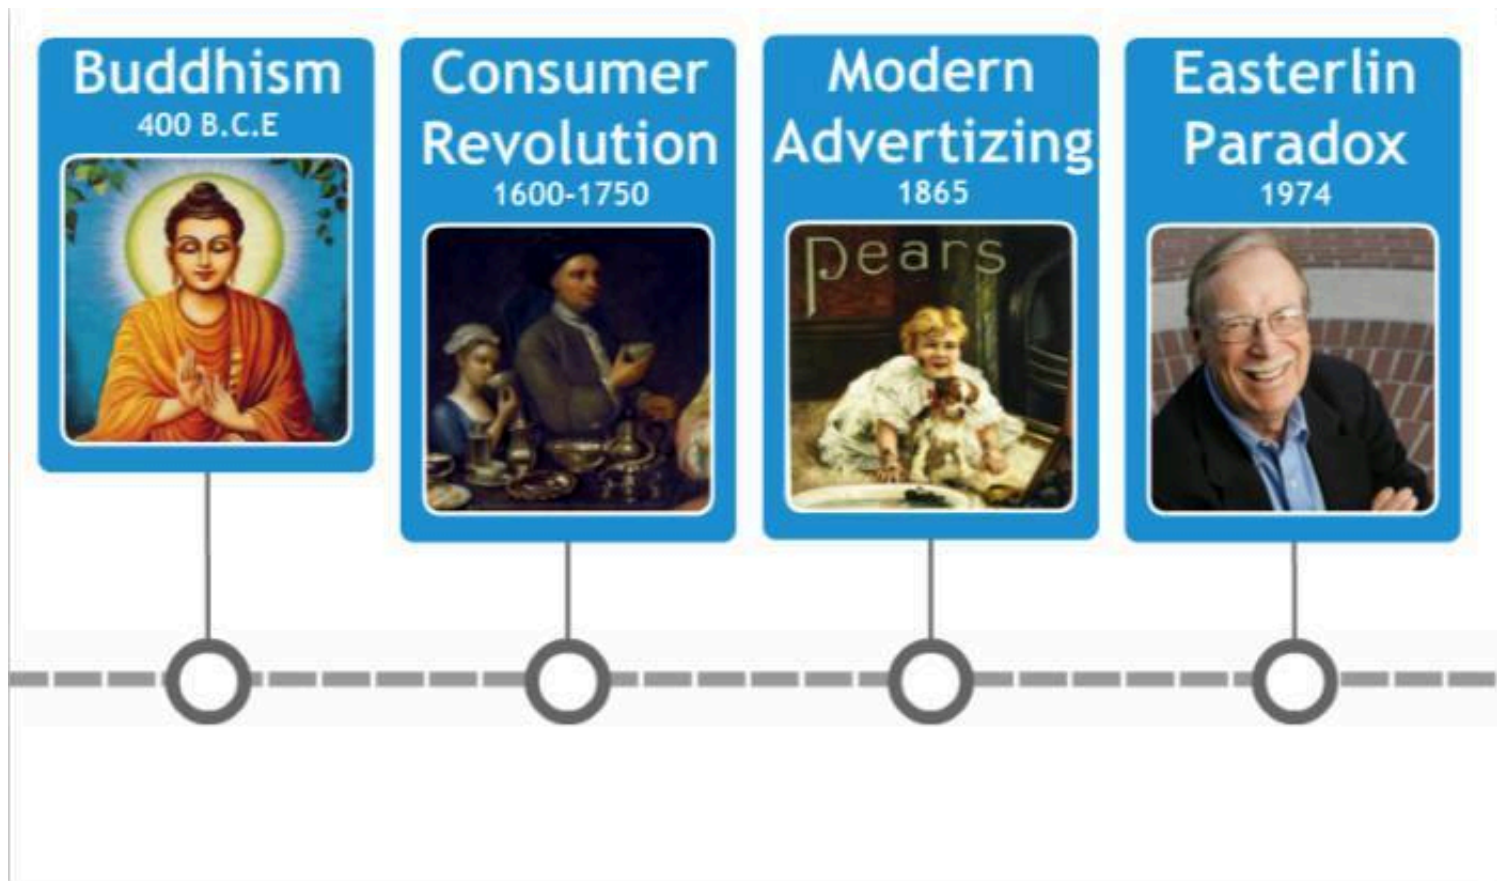 Buddhism
400 B.C.E
Consumer
Revolution
1600-1750
Modern
Advertizing
1865
Pears
Easterlin
Paradox
1974